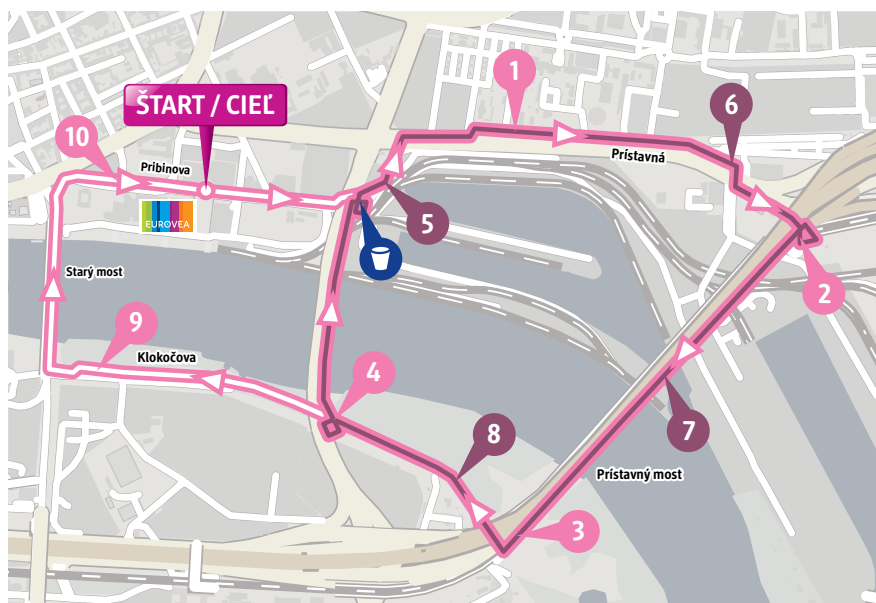 1
6
ŠTART / CIEĽ
10
Pribinova
Prístavná
EUROVEA
5
Starý most
2
9
Klokočova
4
8
7
Prístavný most
3